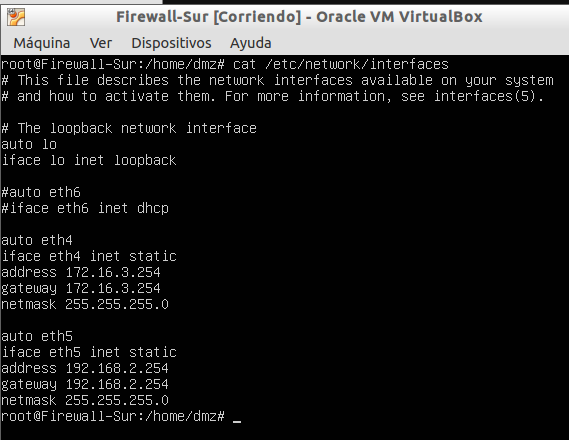 Firewall-Sur [Corriendo] - Oracle VM VirtualBox
Máquina Ver Dispositivos Ayuda
root@Firewall-Sur:/home/dmz# cat /etc/network/interfaces
# This file describes the network interfaces available on your system
# and how to activate them. For more information, see interfaces(5).
# The loopback network interface
auto lo
iface lo inet loopback
#auto eth6
#iface eth6 inet dhcp
auto eth4
iface eth4 inet static
address 172.16.3.254
gateway 172.16.3.254
netmask 255.255.255.0
auto eth5
iface eth5 inet static
address 192.168.2.254
gateway 192.168.2.254
netmask 255.255.255.0
root@Firewall-Sur:/home/dmz# _